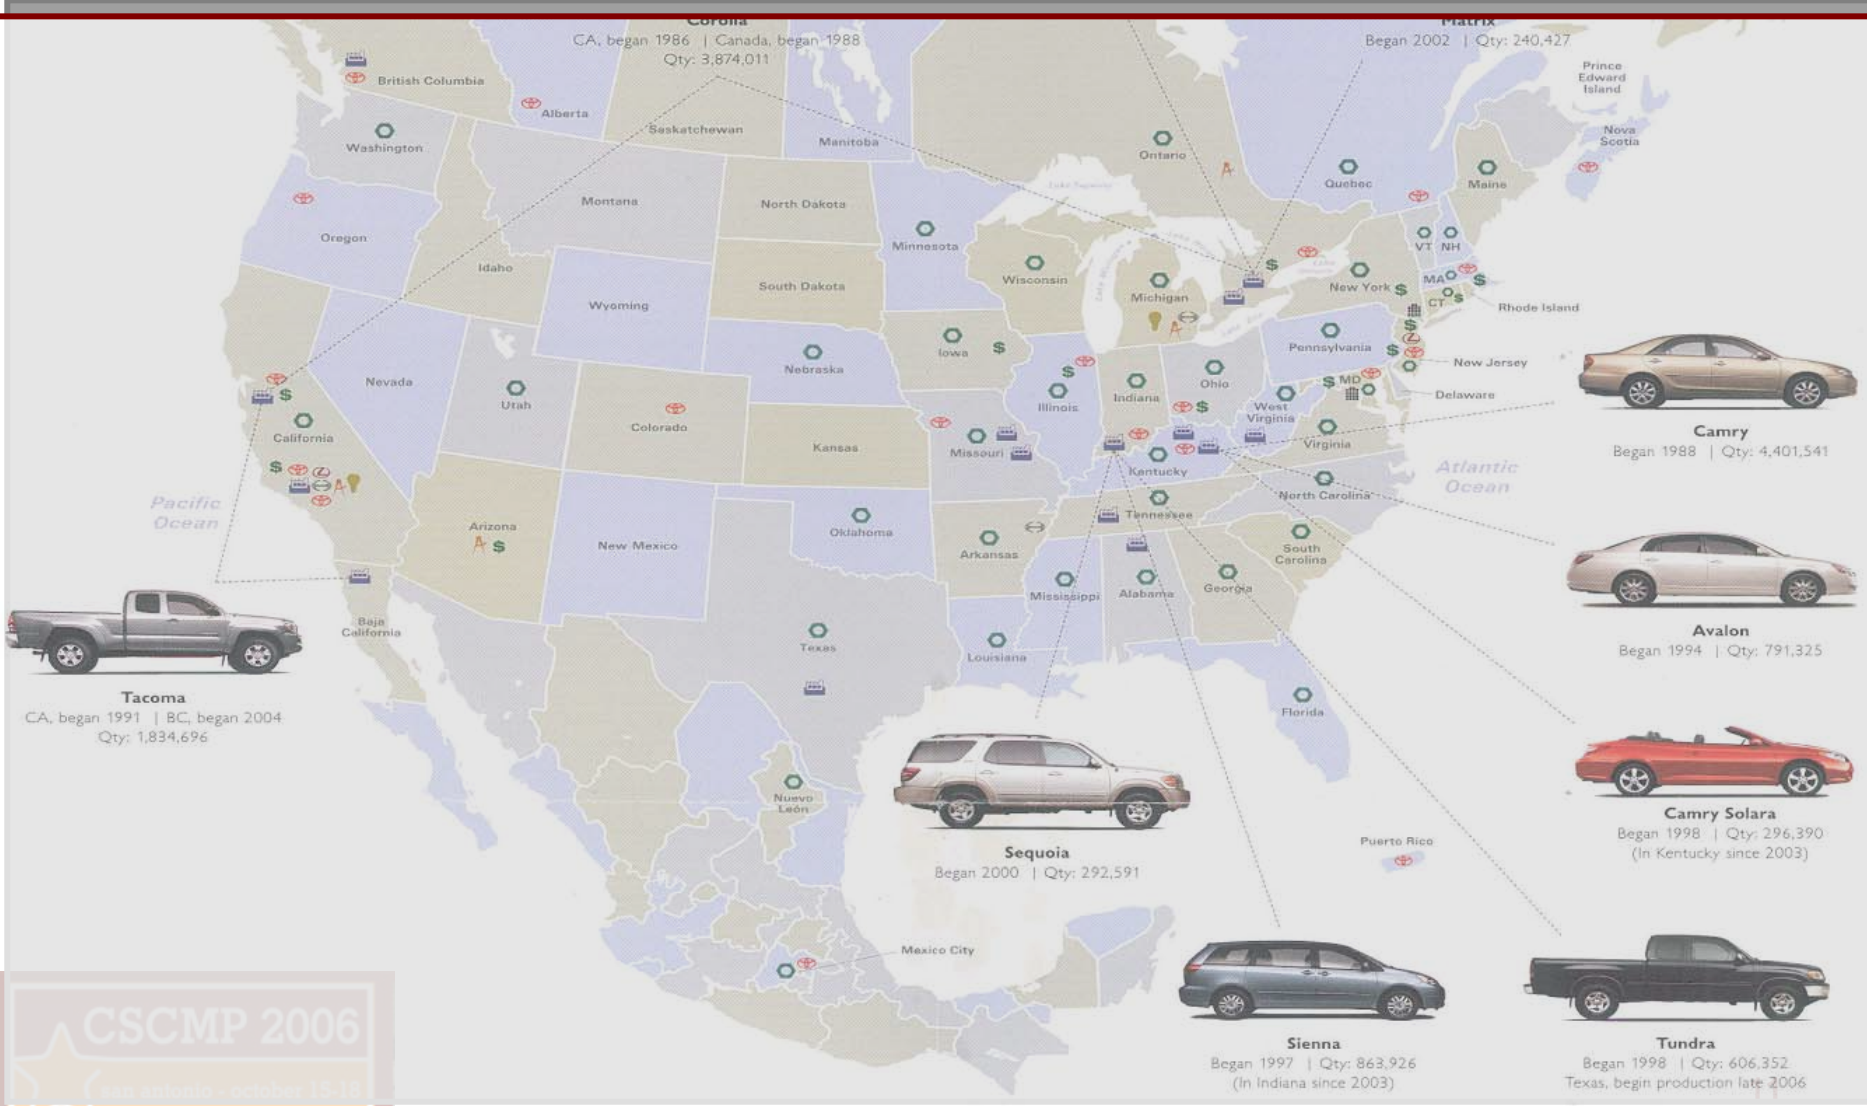 Corolla
CA, began 1986 | Canada, began 1988
Qty: 3,874,011
Matrix
Began 2002 | Qty: 240,427
British Columbia
Alberta
Saskatchewan
Manitoba
Ontario
Quebec
Prince
Edward
Island
Nova
Scotia
Maine
Washington
Montana
North Dakota
Minnesota
Lake Superior
VT NH
Oregon
Idaho
Wyoming
South Dakota
Wisconsin
Michigan
New York
MA
CT
Rhode Island
Nevada
Utah
Colorado
Nebraska
Iowa
Illinois
Indiana
Ohio
Pennsylvania
New Jersey
MD
Delaware
West
Virginia
Virginia
California
Kansas
Missouri
Kentucky
North Carolina
Tennessee
Pacific
Ocean
Atlantic
Ocean
Arizona
New Mexico
Oklahoma
Arkansas
Mississippi
Alabama
Georgia
South
Carolina
Baja
California
Texas
Louisiana
Florida
Nuevo
León
Mexico City
Puerto Rico
Camry
Began 1988 | Qty: 4,401,541
Avalon
Began 1994 | Qty: 791,325
Tacoma
CA, began 1991 | BC, began 2004
Qty: 1,834,696
Camry Solara
Began 1998 | Qty: 296,390
(In Kentucky since 2003)
Sequoia
Began 2000 | Qty: 292,591
Sienna
Began 1997 | Qty: 863,926
(In Indiana since 2003)
Tundra
Began 1998 | Qty: 606,352
Texas, begin production late 2006
CSCMP 2006
san antonio · october 15-18